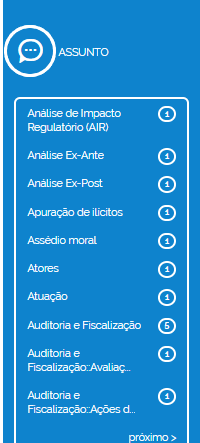 ASSUNTO
Análise de Impacto 1
Regulatório (AIR)
Análise Ex-Ante 1
Análise Ex-Post 1
Apuração de ilícitos 1
Assédio moral 1
Atores 1
Atuação 1
Auditoria e Fiscalização 5
Auditoria e 1
Fiscalização::Avaliaç...
Auditoria e 1
Fiscalização::Ações d...
próximo >